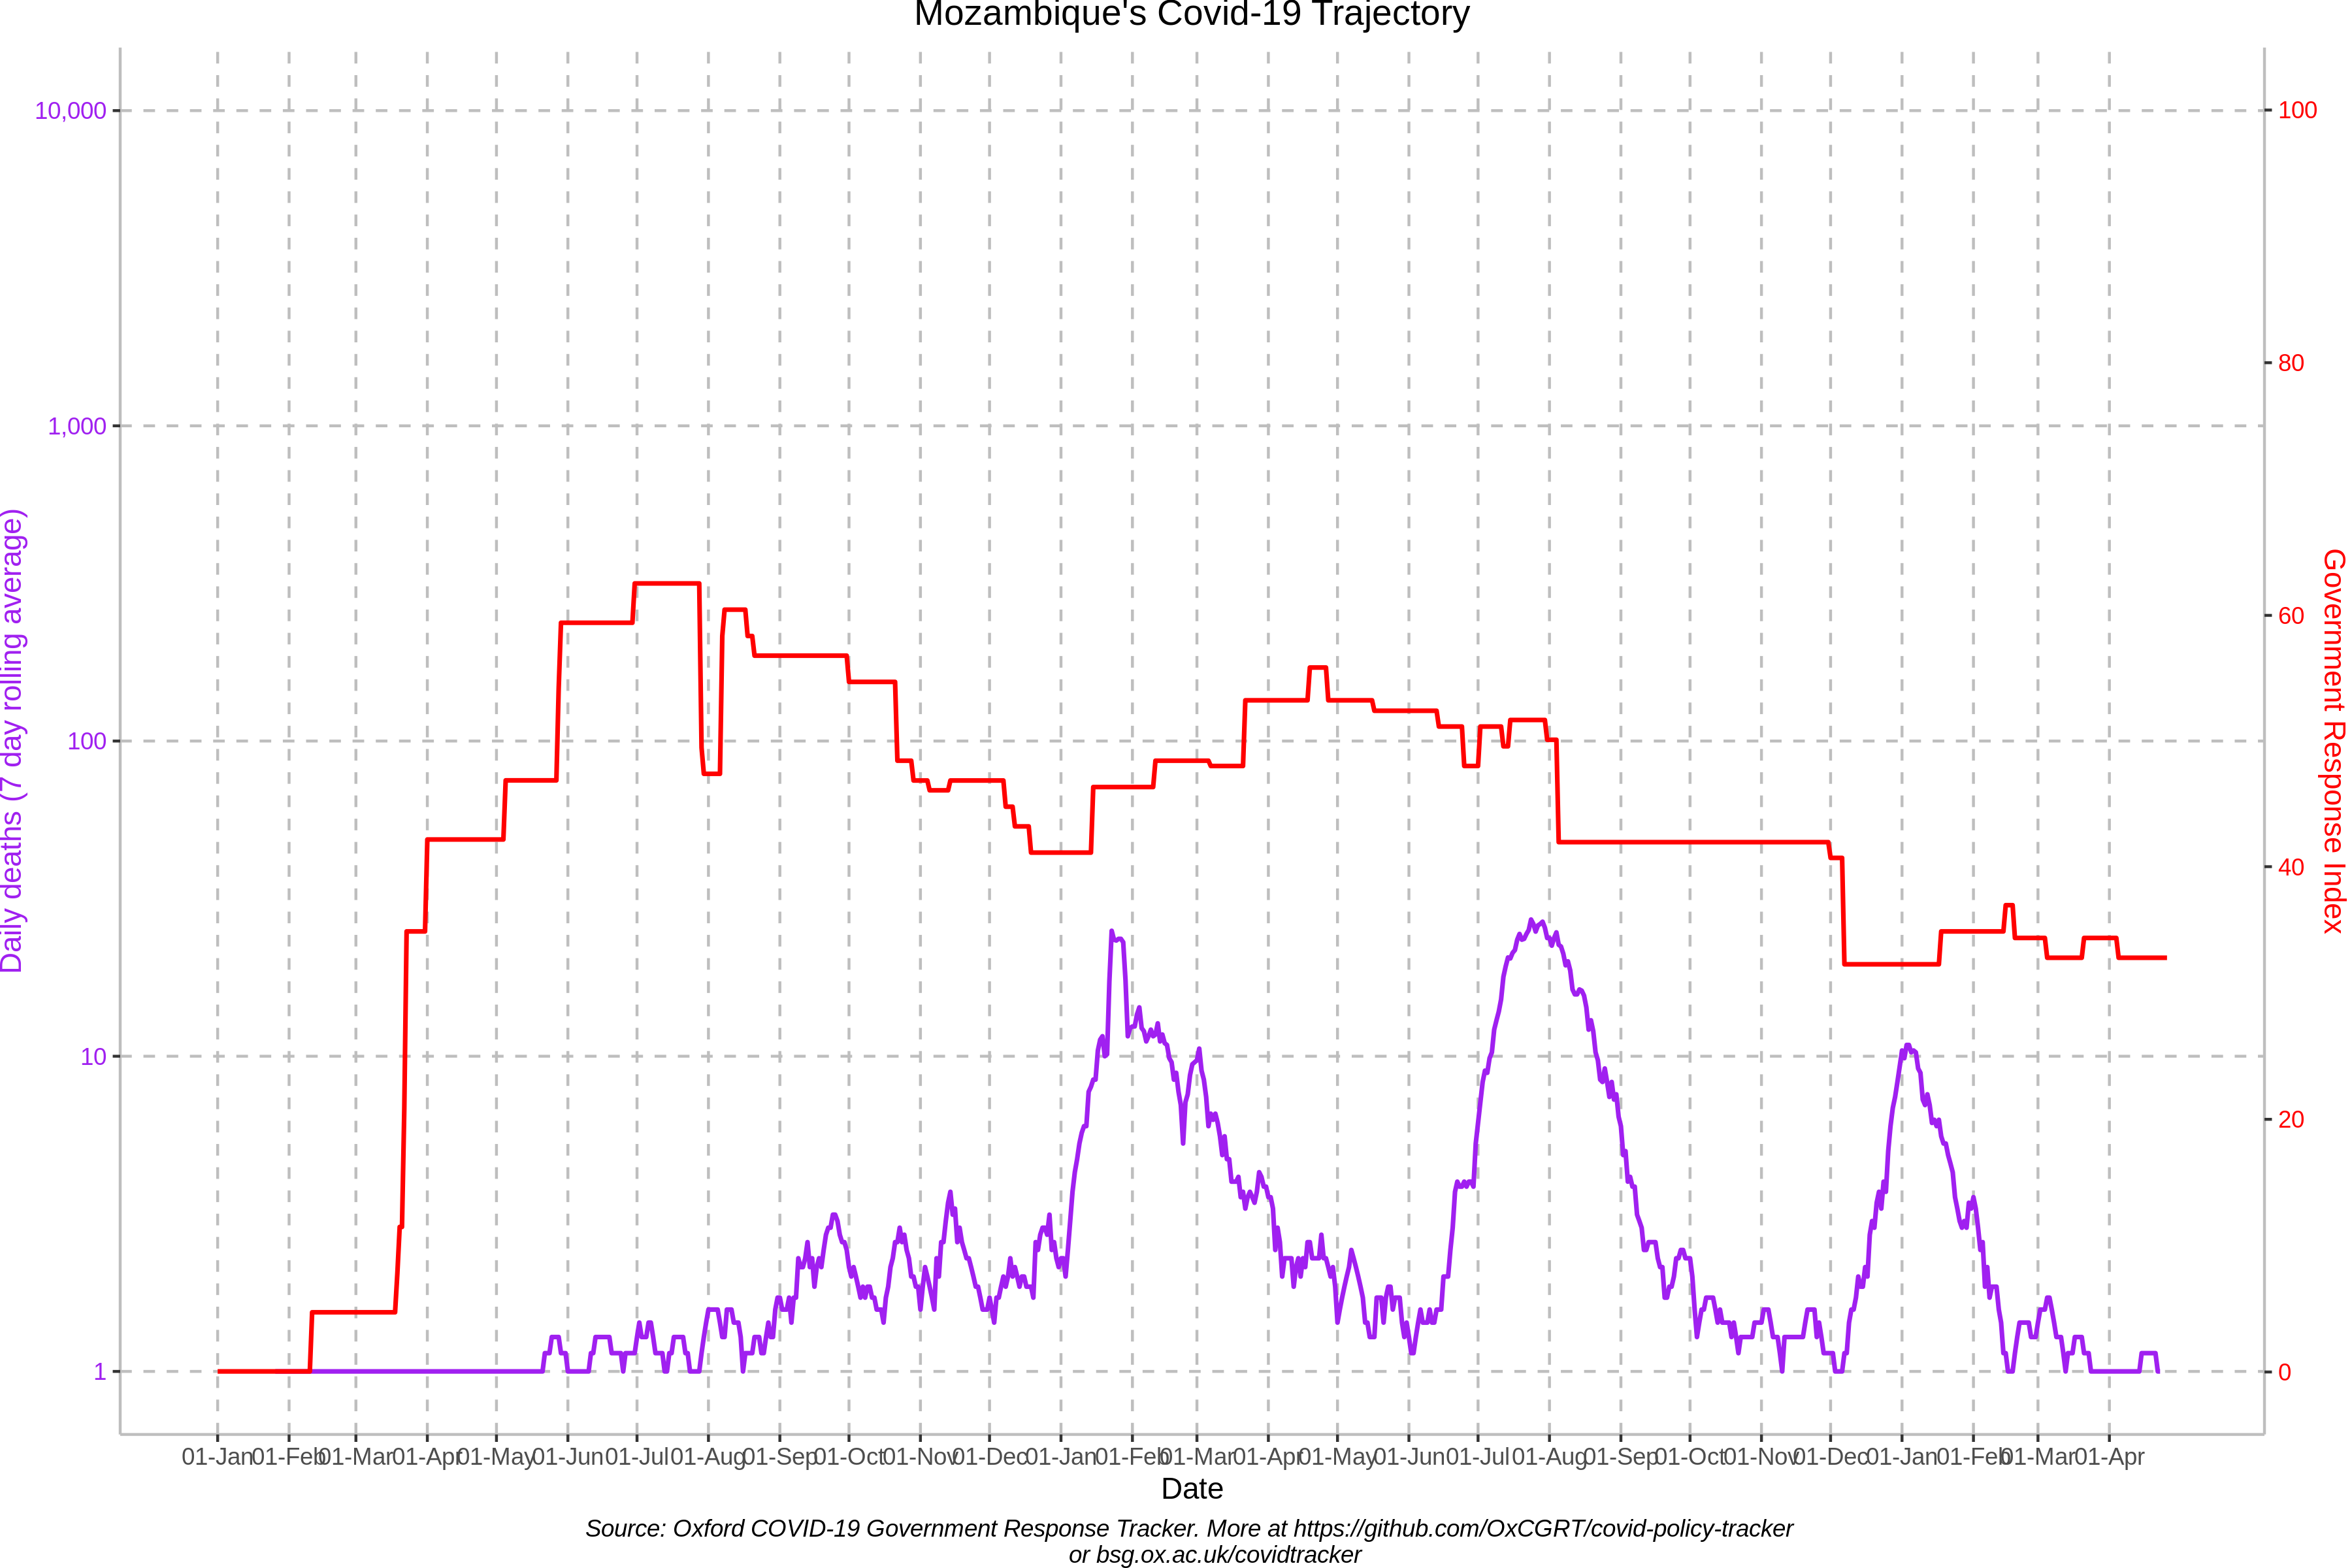 Mozambique's Covid-19 Trajectory
10,000
1,000
100
10
1
Daily deaths (7 day rolling average)
100
80
60
40
20
0
Government Response Index
01-Jan 01-Feb 01-Mar 01-Apr 01-May 01-Jun 01-Jul 01-Aug 01-Sep 01-Oct 01-Nov 01-Dec 01-Jan 01-Feb 01-Mar 01-Apr 01-May 01-Jun 01-Jul 01-Aug 01-Sep 01-Oct 01-Nov 01-Dec 01-Jan 01-Feb 01-Mar 01-Apr
Date
Source: Oxford COVID-19 Government Response Tracker. More at https://github.com/OxCGRT/covid-policy-tracker
or bsg.ox.ac.uk/covidtracker